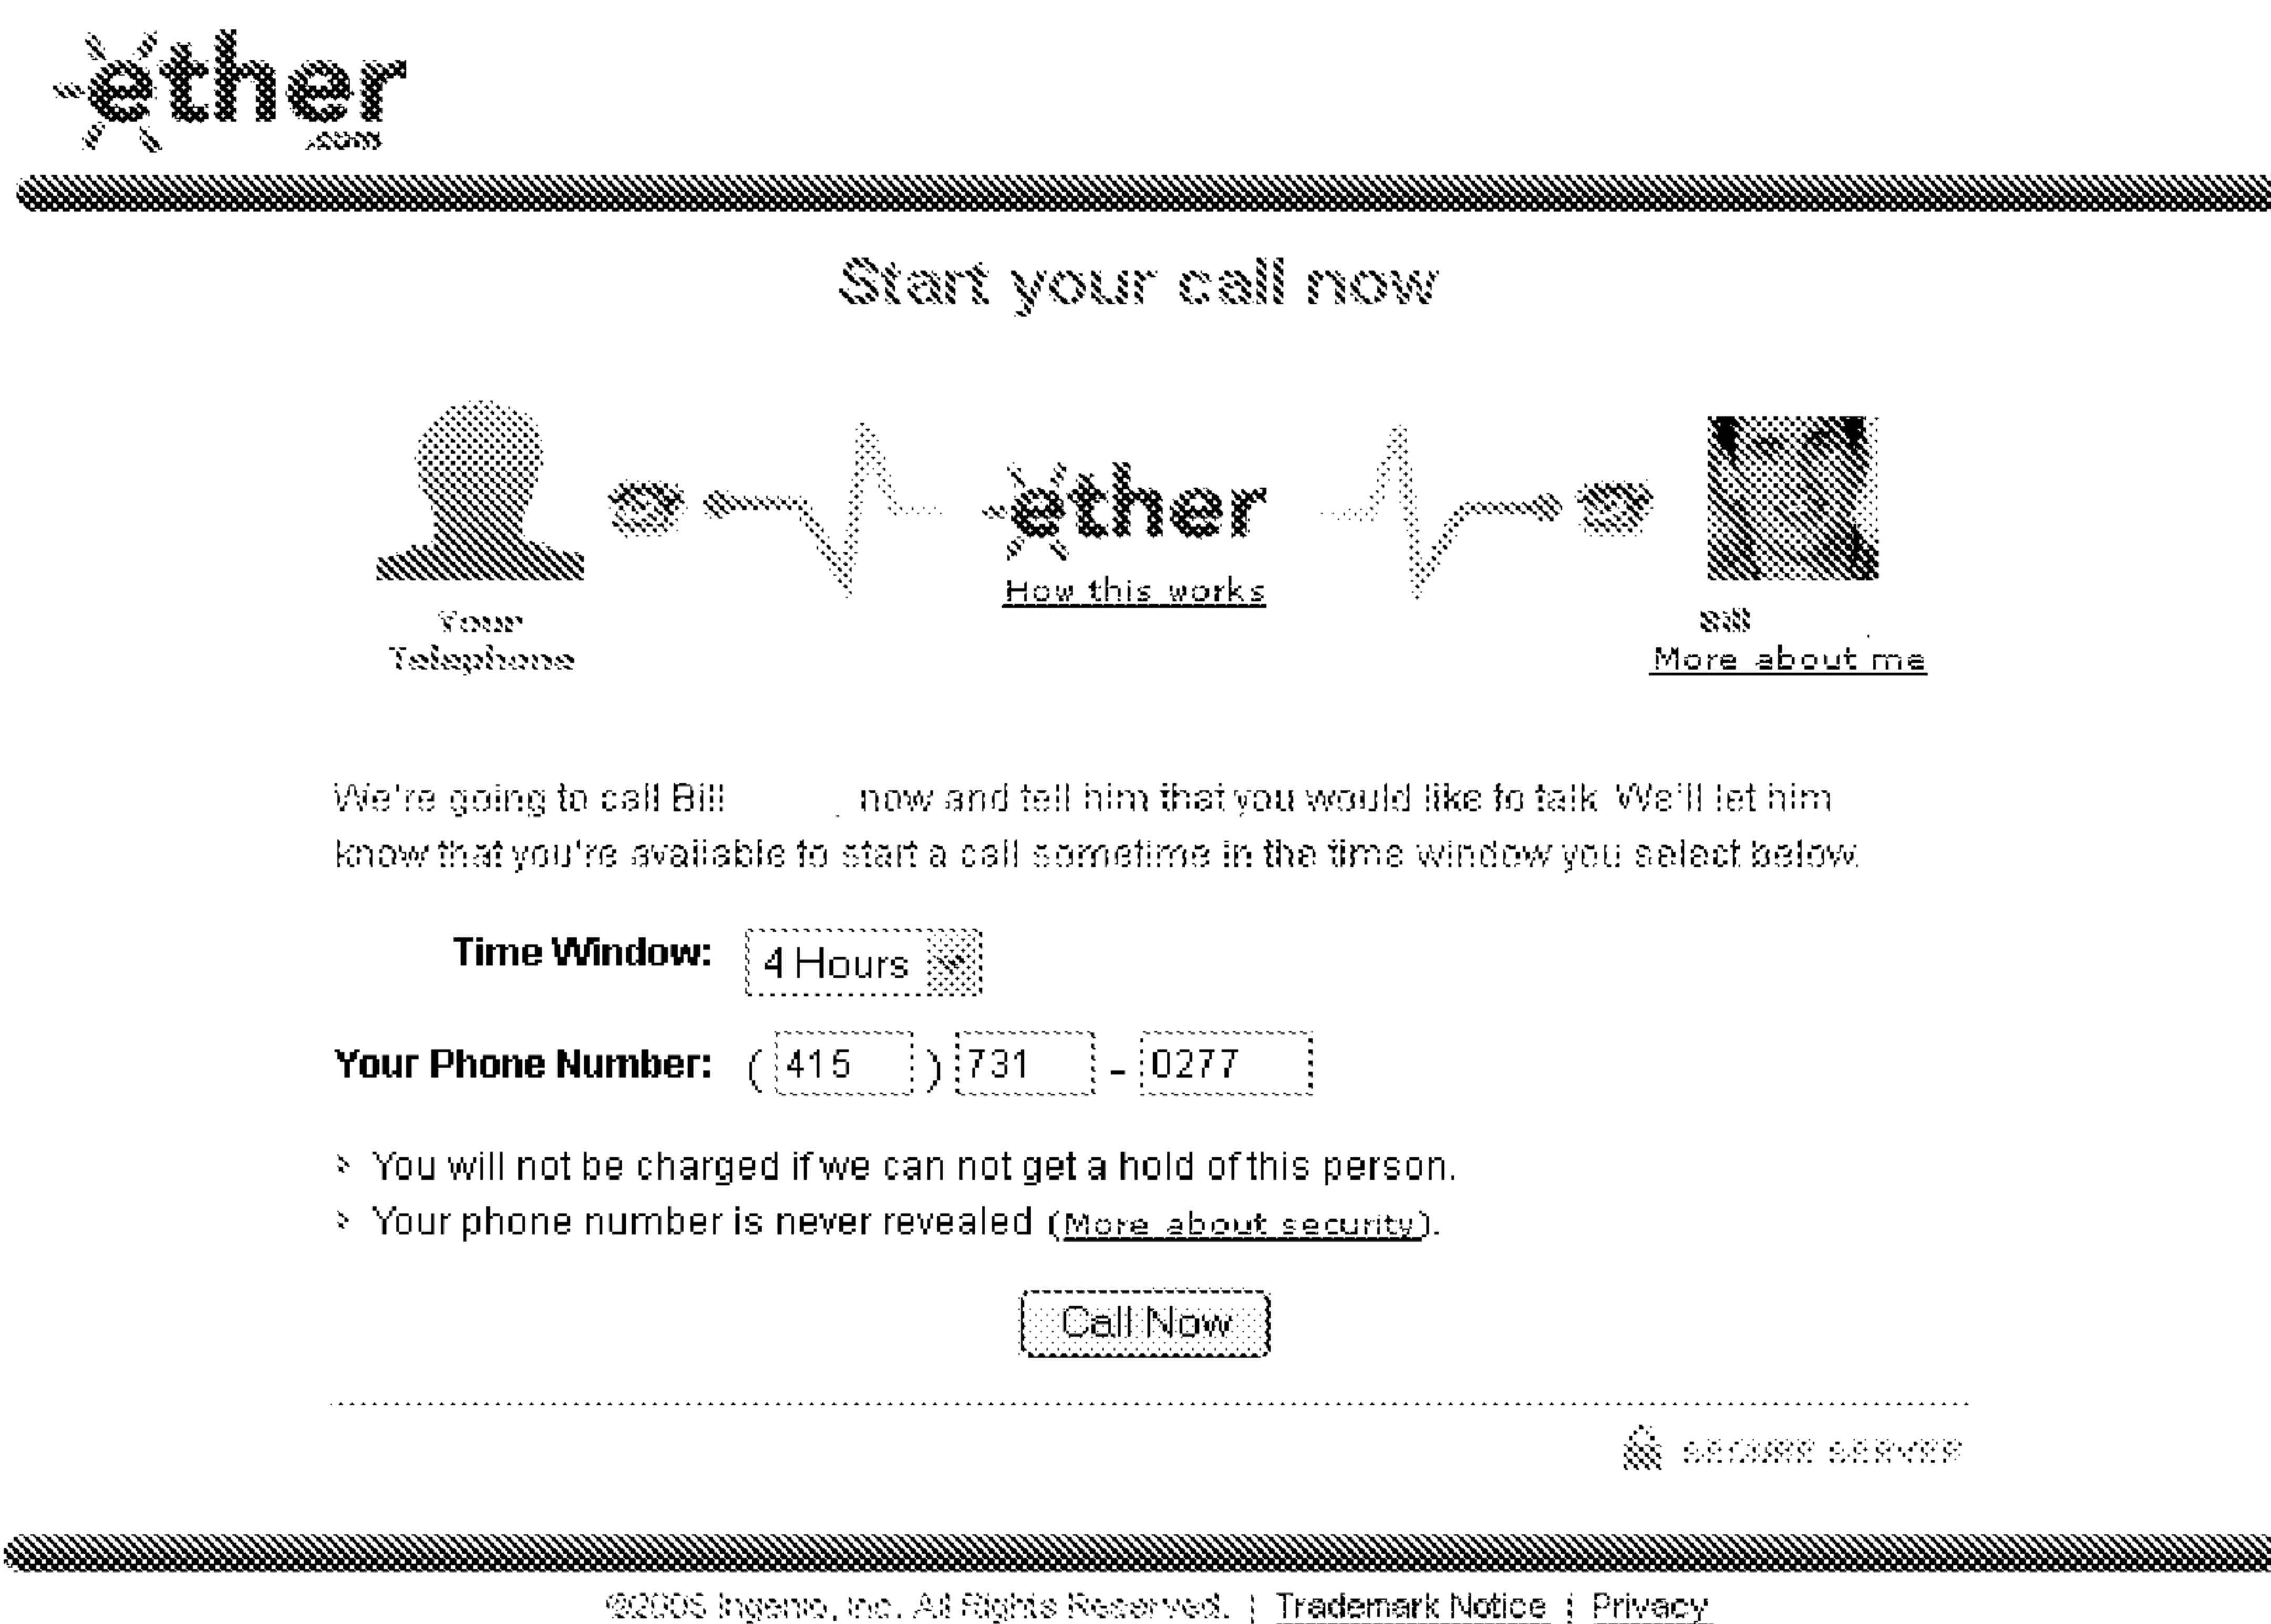 ether
.com
Start your call now
ether
How this works
Your
Telephone
Bill
More about me
We're going to call Bill now and tell him that you would like to talk. We'll let him
know that you're available to start a call sometime in the time window you select below.
Time Window: 4 Hours
Your Phone Number: (415) 731 - 0277
> You will not be charged if we can not get a hold of this person.
> Your phone number is never revealed (More about security).
Call Now
SECURE SERVER
Ingenio, Inc. All Rights Reserved. | Trademark Notice | Privacy